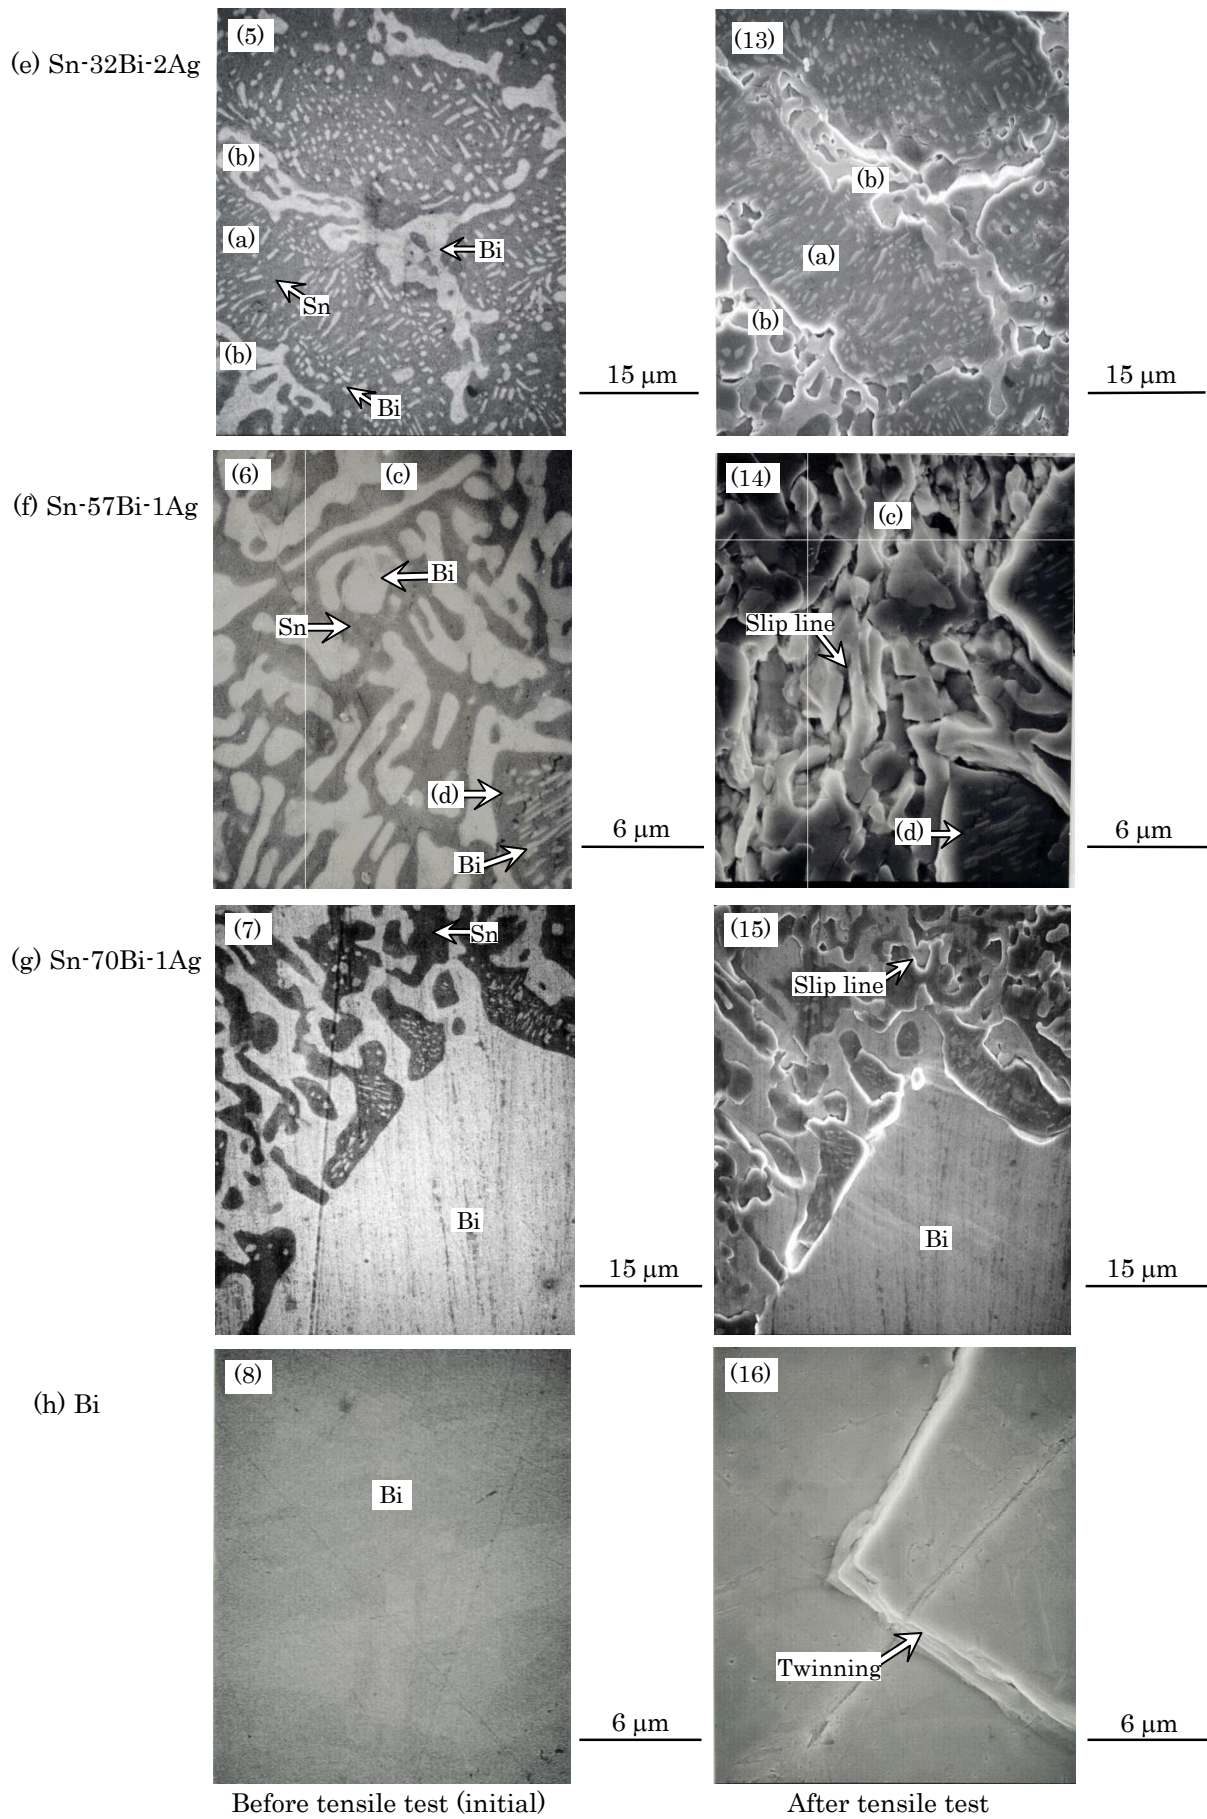 (e) Sn-32Bi-2Ag
(5)
(b)
(a)
Bi
Sn
(b)
Bi
15 μm
(13)
(b)
(a)
(b)
15 μm
(f) Sn-57Bi-1Ag
(6)
(c)
Bi
Sn
(d)
Bi
6 μm
(14)
(c)
Slip line
(d)
6 μm
(g) Sn-70Bi-1Ag
(7)
Sn
Bi
15 μm
(15)
Slip line
Bi
15 μm
(h) Bi
(8)
Bi
6 μm
(16)
Twinning
6 μm
Before tensile test (initial)
After tensile test